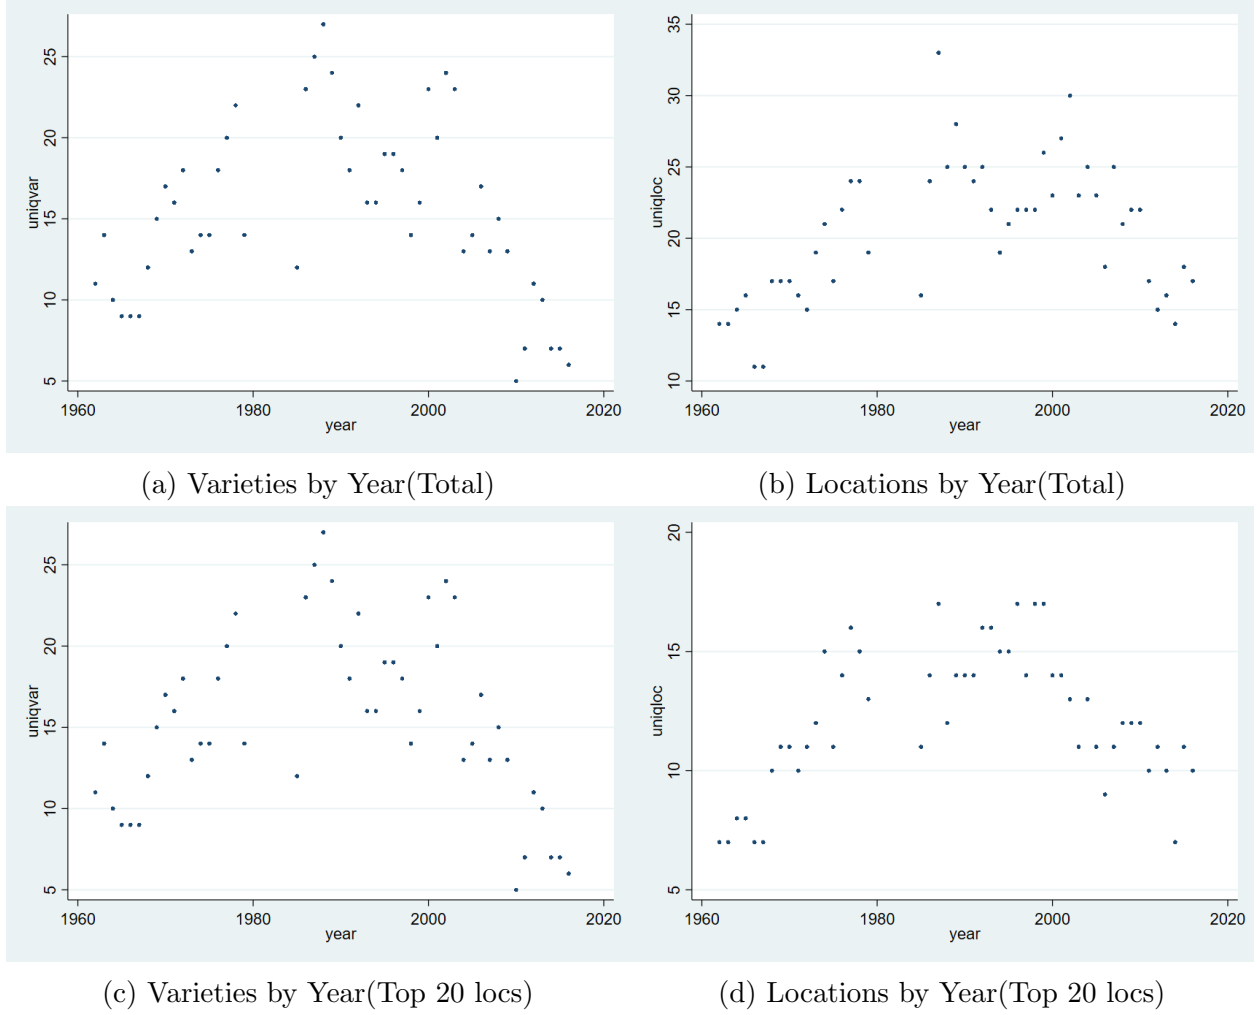 uniqvar
25
20
15
10
5
1960 1980 2000 2020
year
(a) Varieties by Year(Total)
uniqloc
35
30
25
20
15
10
1960 1980 2000 2020
year
(b) Locations by Year(Total)
uniqvar
25
20
15
10
5
1960 1980 2000 2020
year
(c) Varieties by Year(Top 20 locs)
uniqloc
20
15
10
5
1960 1980 2000 2020
year
(d) Locations by Year(Top 20 locs)